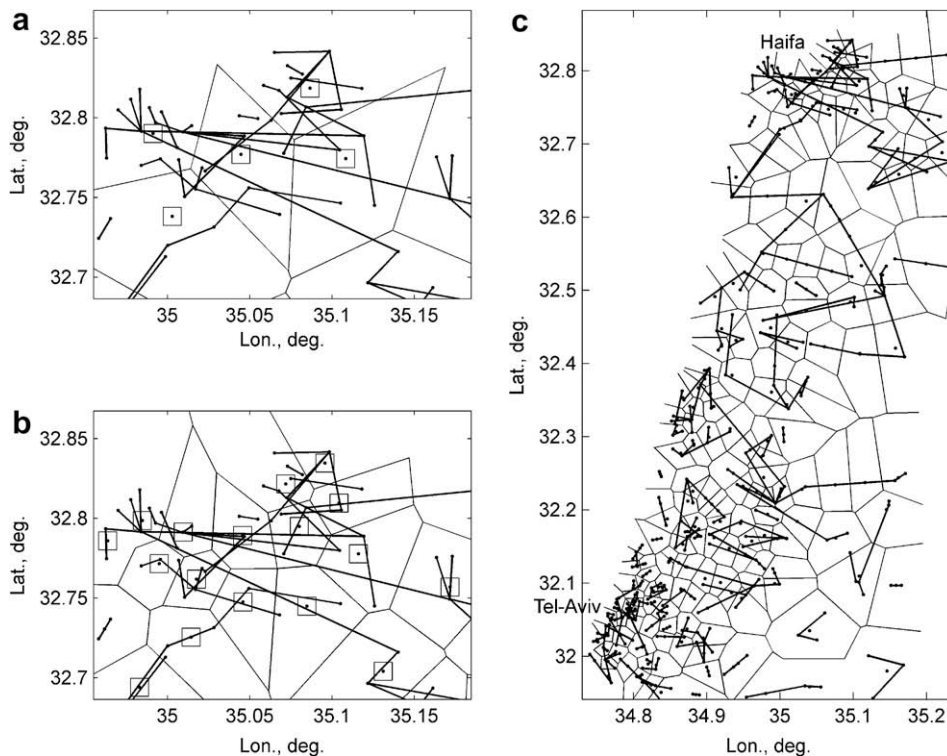 a
32.85
32.8
32.75
32.7
Lat., deg.
35
35.05
35.1
35.15
Lon., deg.
b
32.85
32.8
32.75
32.7
Lat., deg.
35
35.05
35.1
35.15
Lon., deg.
c
Haifa
Tel-Aviv
32.8
32.7
32.6
32.5
32.4
32.3
32.2
32.1
32
Lat., deg.
34.8
34.9
35
35.1
35.2
Lon., deg.